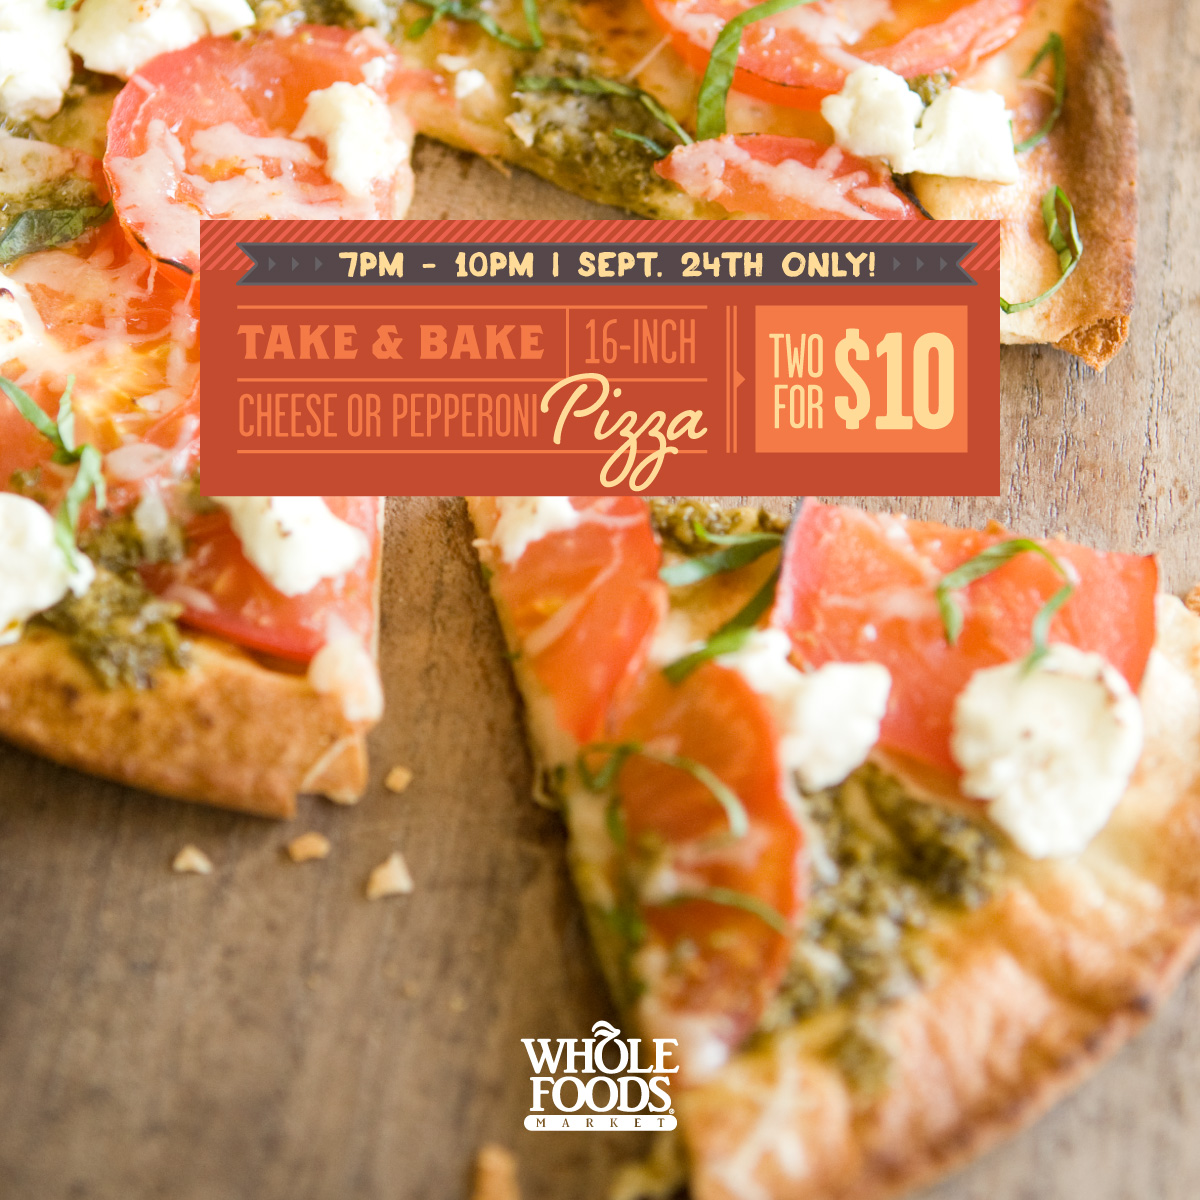 7PM - 10PM | SEPT. 24TH ONLY!
TAKE & BAKE 16-INCH
CHEESE OR PEPPERONI Pizza
TWO FOR $10
WHOLE
FOODS®
MARKET